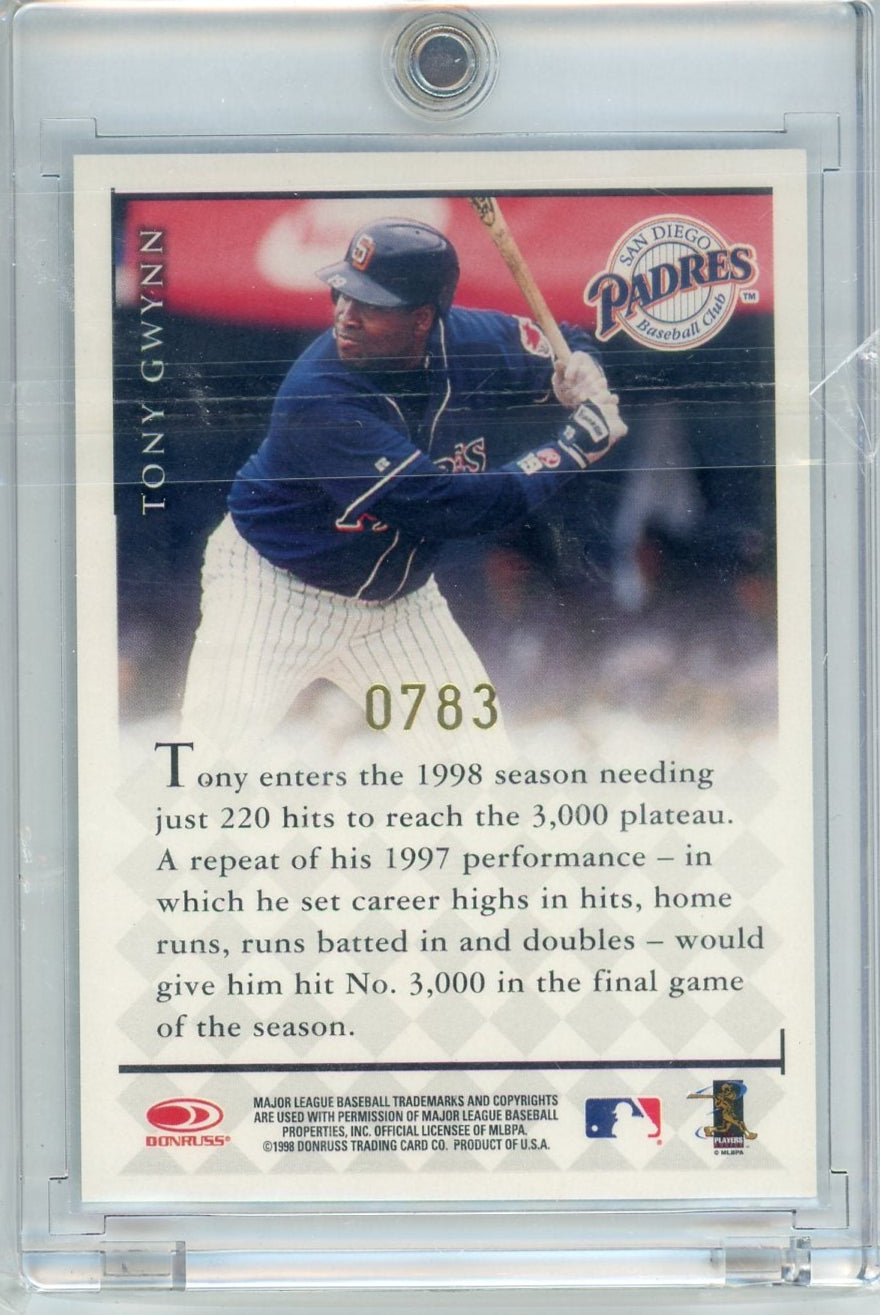 TONY GWYNN
SAN DIEGO
PADRES
Baseball Club
TM
S
19
0783
Tony enters the 1998 season needing
just 220 hits to reach the 3,000 plateau.
A repeat of his 1997 performance – in
which he set career highs in hits, home
runs, runs batted in and doubles – would
give him hit No. 3,000 in the final game
of the season.
DONRUSS®
MAJOR LEAGUE BASEBALL TRADEMARKS AND COPYRIGHTS
ARE USED WITH PERMISSION OF MAJOR LEAGUE BASEBALL
PROPERTIES, INC. OFFICIAL LICENSEE OF MLBPA.
©1998 DONRUSS TRADING CARD CO. PRODUCT OF U.S.A.
PLAYERS
© MLBPA